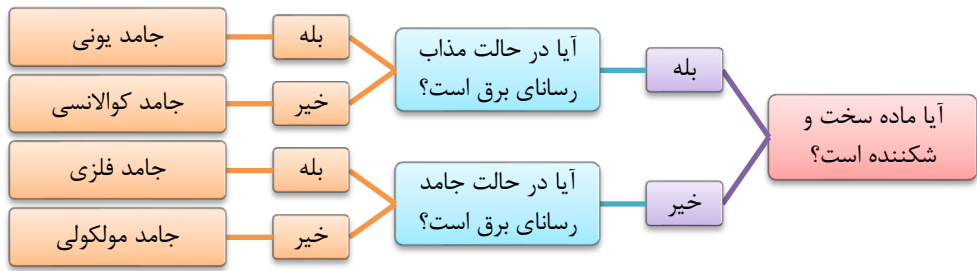 آیا ماده سخت و
شکننده است؟
بله
آیا در حالت مذاب
رسانای برق است؟
بله
جامد یونی
خیر
جامد کوالانسی
خیر
آیا در حالت جامد
رسانای برق است؟
بله
جامد فلزی
خیر
جامد مولکولی